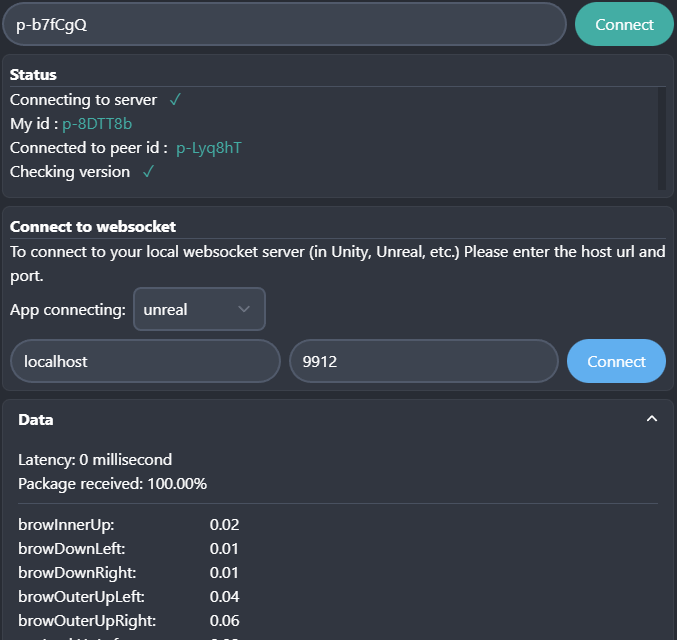 p-b7fCgQ
Connect
Status
Connecting to server ✓
My id : p-8DTT8b
Connected to peer id : p-Lyq8hT
Checking version ✓
Connect to websocket
To connect to your local websocket server (in Unity, Unreal, etc.) Please enter the host url and
port.
App connecting: unreal
localhost
9912
Connect
Data
Latency: 0 millisecond
Package received: 100.00%
browInnerUp: 0.02
browDownLeft: 0.01
browDownRight: 0.01
browOuterUpLeft: 0.04
browOuterUpRight: 0.06